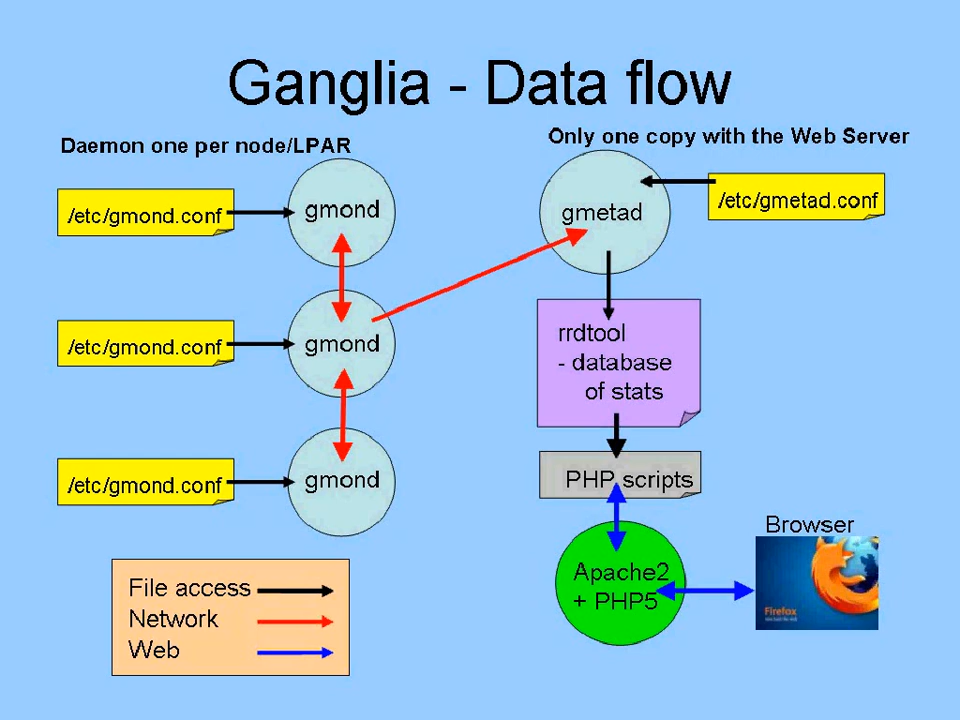 Ganglia - Data flow
Daemon one per node/LPAR
Only one copy with the Web Server
/etc/gmond.conf
gmond
gmetad
/etc/gmetad.conf
/etc/gmond.conf
gmond
rrdtool
- database
of stats
/etc/gmond.conf
gmond
PHP scripts
Browser
Apache2
+ PHP5
Firefox
File access
Network
Web